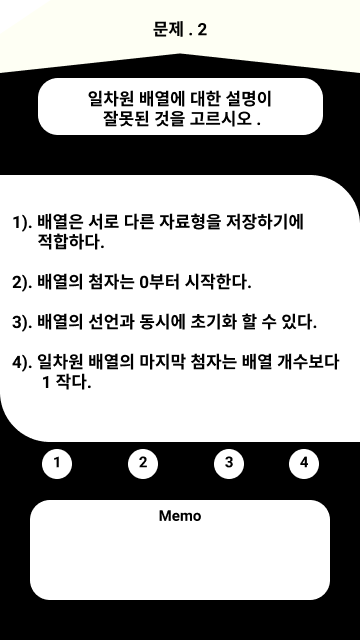 문제 . 2
일차원 배열에 대한 설명이
잘못된 것을 고르시오 .
1). 배열은 서로 다른 자료형을 저장하기에
적합하다.
2). 배열의 첨자는 0부터 시작한다.
3). 배열의 선언과 동시에 초기화 할 수 있다.
4). 일차원 배열의 마지막 첨자는 배열 개수보다
1 작다.
1 2 3 4
Memo